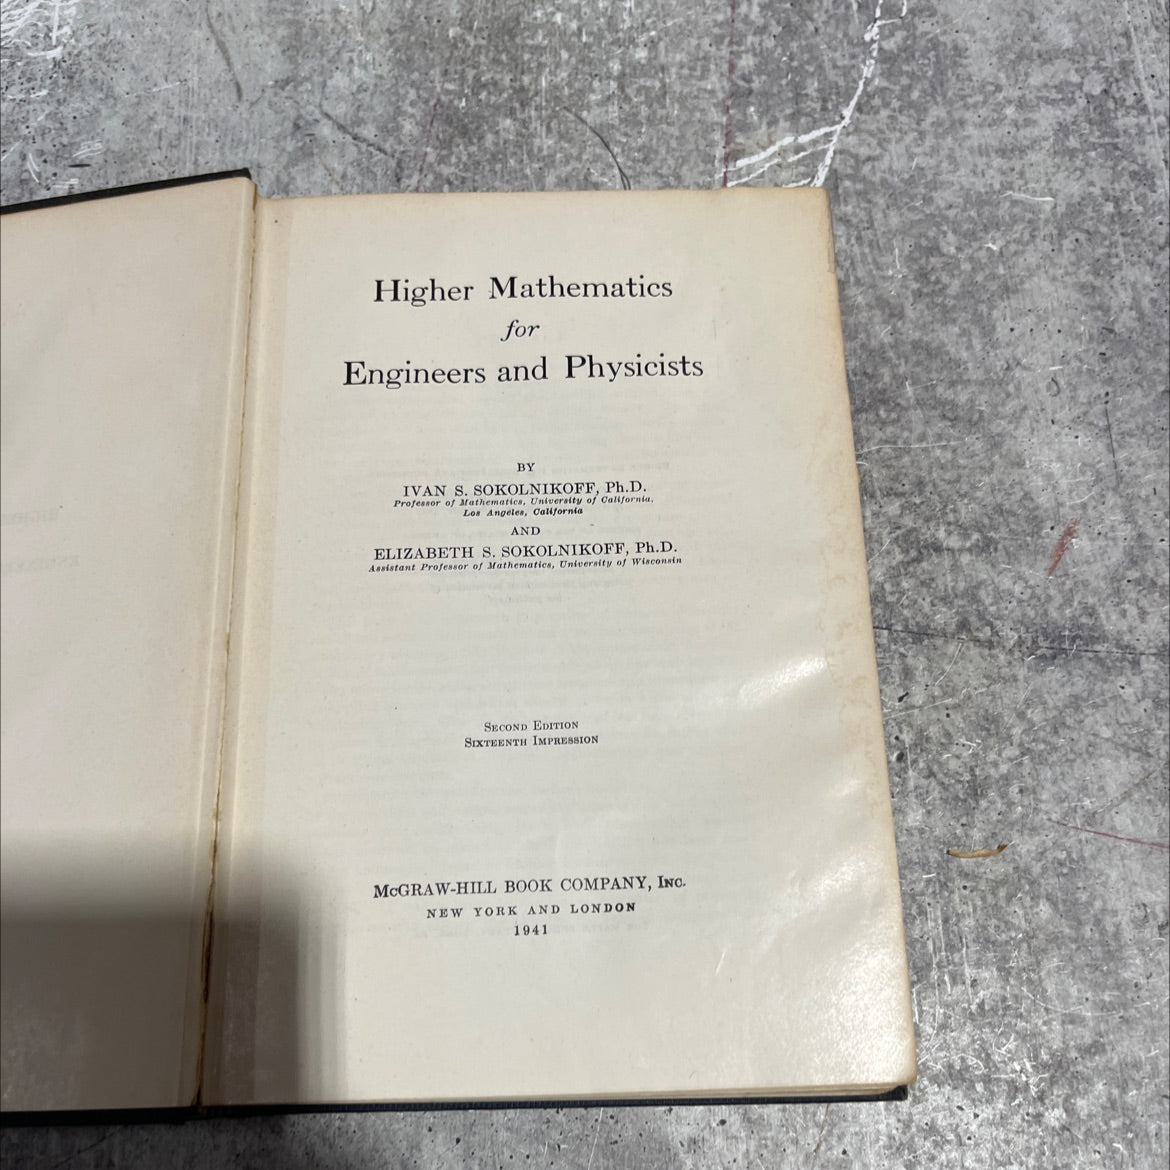 Higher Mathematics
for
Engineers and Physicists
BY
IVAN S. SOKOLNIKOFF, Ph.D.
Professor of Mathematics, University of California,
Los Angeles, California
AND
ELIZABETH S. SOKOLNIKOFF, Ph.D.
Assistant Professor of Mathematics, University of Wisconsin
SECOND EDITION
SIXTEENTH IMPRESSION
McGRAW-HILL BOOK COMPANY, INC.
NEW YORK AND LONDON
1941